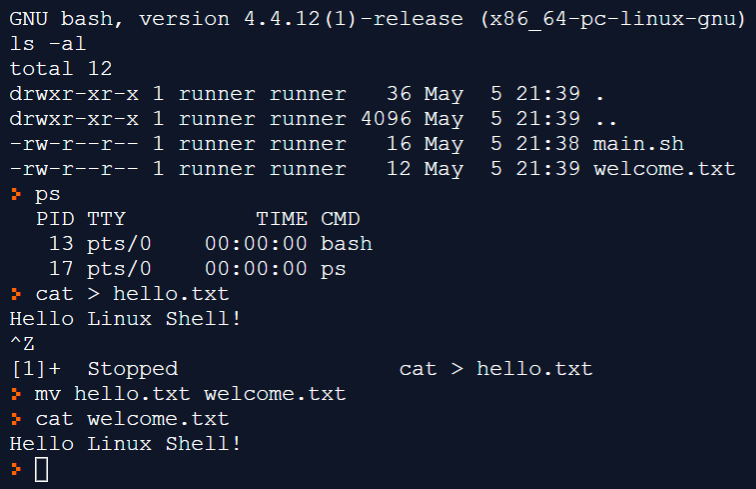 GNU bash, version 4.4.12(1)-release (x86_64-pc-linux-gnu)
ls -al
total 12
drwxr-xr-x 1 runner runner   36 May  5 21:39 .
drwxr-xr-x 1 runner runner 4096 May  5 21:39 ..
-rw-r--r-- 1 runner runner   16 May  5 21:38 main.sh
-rw-r--r-- 1 runner runner   12 May  5 21:39 welcome.txt
> ps
  PID TTY          TIME CMD
   13 pts/0    00:00:00 bash
   17 pts/0    00:00:00 ps
> cat > hello.txt
Hello Linux Shell!
^Z
[1]+  Stopped                 cat > hello.txt
> mv hello.txt welcome.txt
> cat welcome.txt
Hello Linux Shell!
>